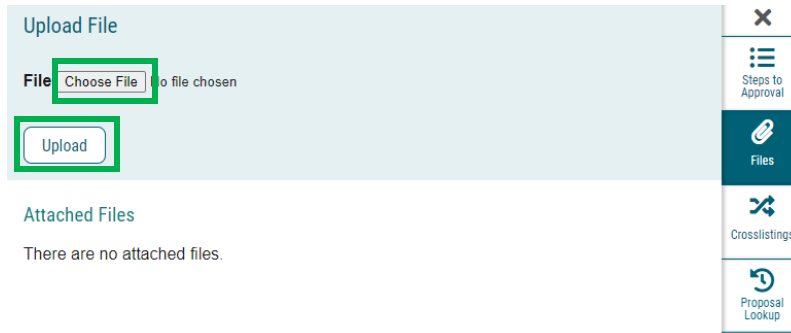 Upload File
File Choose File No file chosen
Upload
Attached Files
There are no attached files.
Steps to
Approval
Files
Crosslistings
Proposal
Lookup